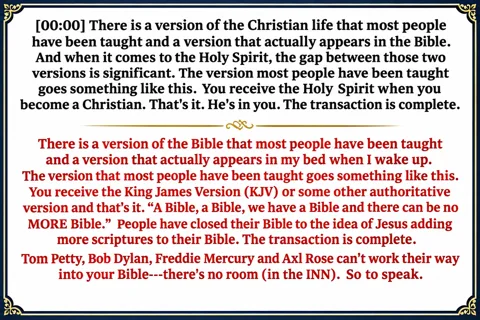 [00:00] There is a version of the Christian life that most people
have been taught and a version that actually appears in the Bible.
And when it comes to the Holy Spirit, the gap between those two
versions is significant. The version most people have been taught
goes something like this. You receive the Holy Spirit when you
become a Christian. That's it. He's in you. The transaction is complete.
There is a version of the Bible that most people have been taught
and a version that actually appears in my bed when I wake up.
The version that most people have been taught goes something like this.
You receive the King James Version (KJV) or some other authoritative
version and that's it. “A Bible, a Bible, we have a Bible and there can be no
MORE Bible.” People have closed their Bible to the idea of Jesus adding
more scriptures to their Bible. The transaction is complete.
Tom Petty, Bob Dylan, Freddie Mercury and Axl Rose can't work their way
into your Bible---there's no room (in the INN). So to speak.